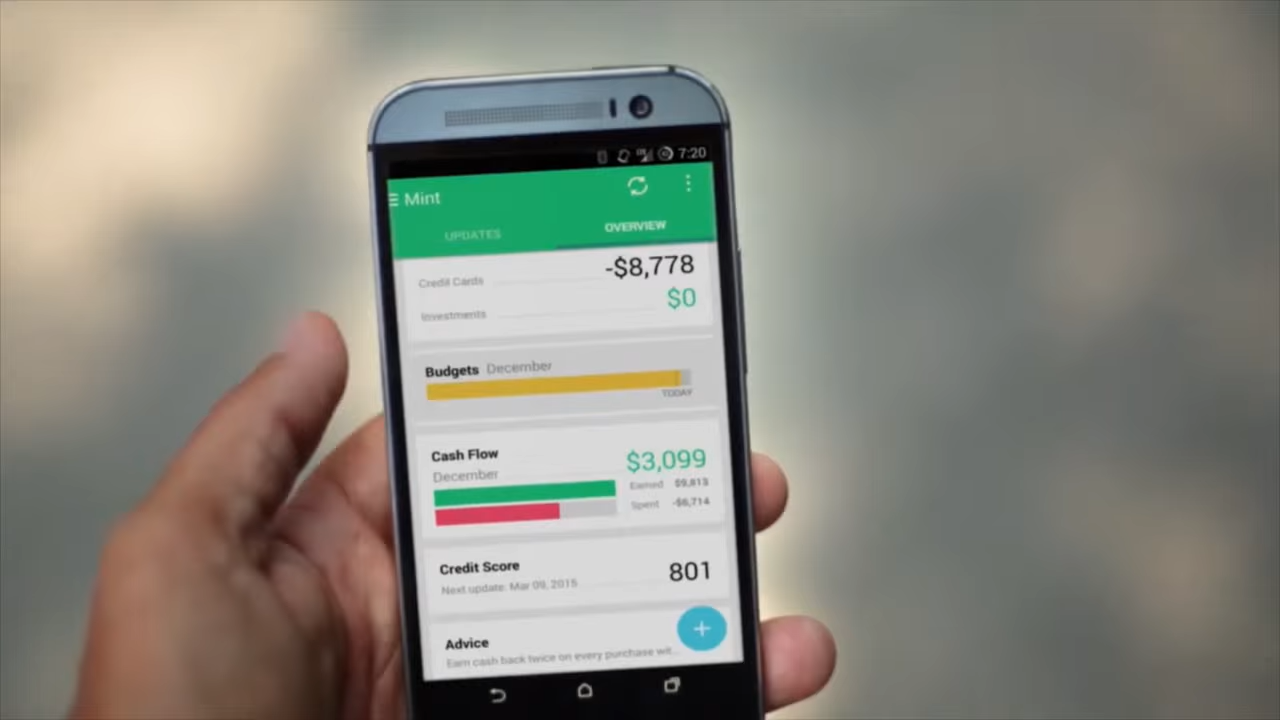 7:20
Mint
UPDATES
OVERVIEW
Credit Cards -$8,778
Investments $0
Budgets December
TODAY
Cash Flow $3,099
December
Earned $9,813
Spent -$6,714
Credit Score 801
Next update: Mar 09, 2015
Advice
Earn cash back twice on every purchase wit...